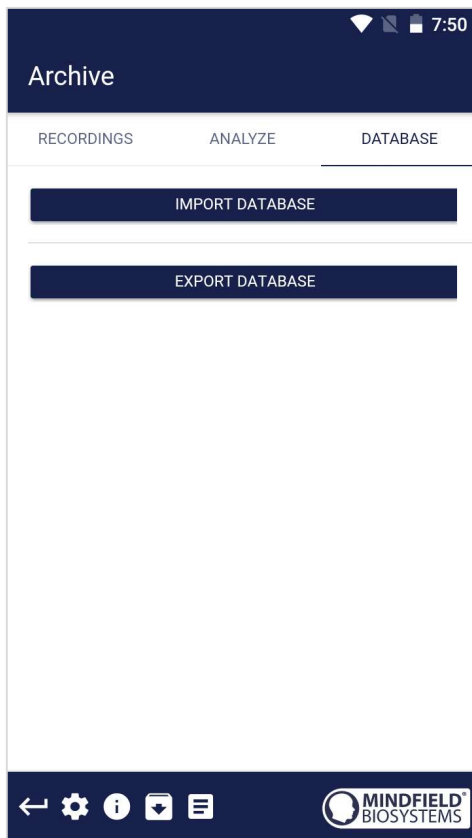 7:50
Archive
RECORDINGS ANALYZE DATABASE
IMPORT DATABASE
EXPORT DATABASE
MINDFIELD®
BIOSYSTEMS